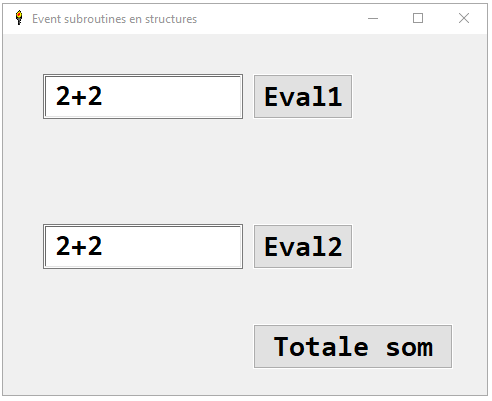 Event subroutines en structures
2+2 Eval1
2+2 Eval2
Totale som